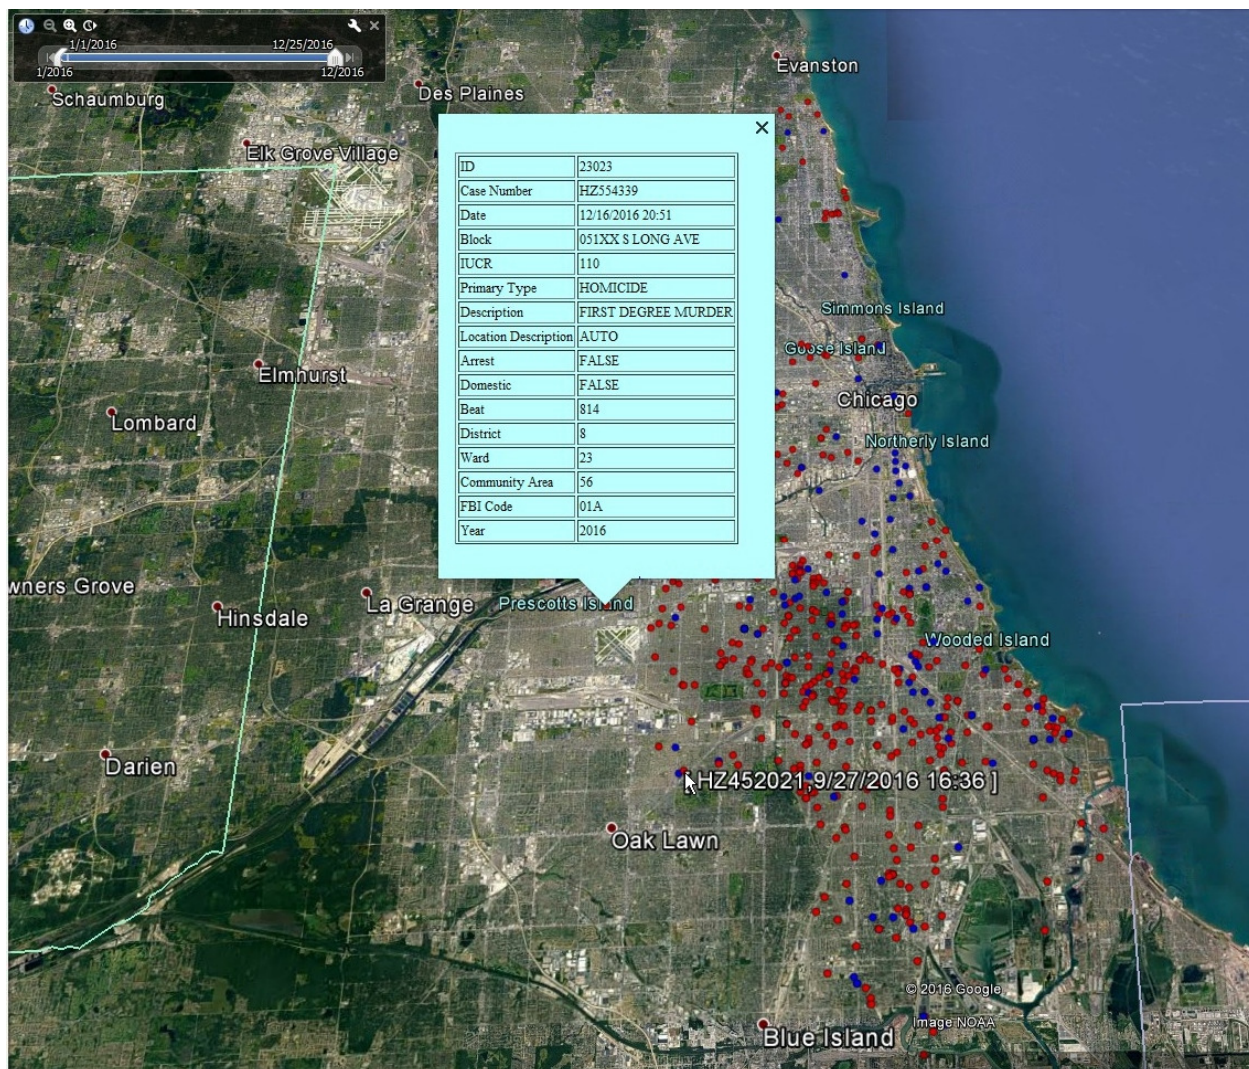 1/1/2016 12/25/2016
1/2016 12/2016
Evanston
Schaumburg
Des Plaines
Elk Grove Village
ID 23023
Case Number HZ554339
Date 12/16/2016 20:51
Block 051XX S LONG AVE
IUCR 110
Primary Type HOMICIDE
Description FIRST DEGREE MURDER
Location Description AUTO
Arrest FALSE
Domestic FALSE
Beat 814
District 8
Ward 23
Community Area 56
FBI Code 01A
Year 2016
Simmons Island
Goose Island
Elmhurst
Chicago
Lombard
Northerly Island
wners Grove
La Grange
Prescotts Island
Hinsdale
Wooded Island
Darien
HZ452021,9/27/2016 16:36 ]
Oak Lawn
© 2016 Google
Image NOAA
Blue Island